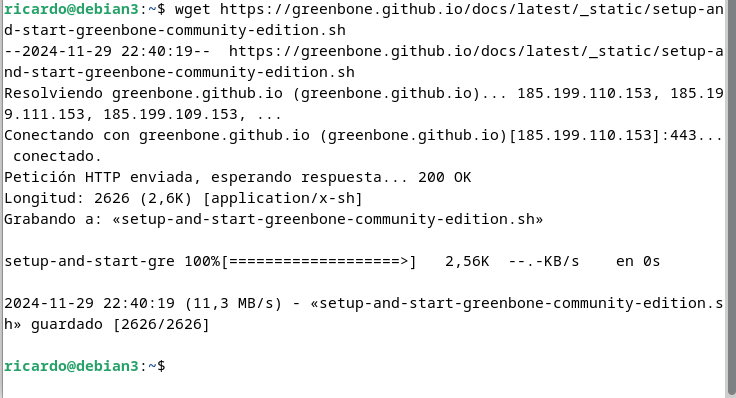 ricardo@debian3:~$ wget https://greenbone.github.io/docs/latest/_static/setup-an
d-start-greenbone-community-edition.sh
--2024-11-29 22:40:19--  https://greenbone.github.io/docs/latest/_static/setup-a
nd-start-greenbone-community-edition.sh
Resolviendo greenbone.github.io (greenbone.github.io)... 185.199.110.153, 185.19
9.111.153, 185.199.109.153, ...
Conectando con greenbone.github.io (greenbone.github.io)[185.199.110.153]:443...
 conectado.
Petición HTTP enviada, esperando respuesta... 200 OK
Longitud: 2626 (2,6K) [application/x-sh]
Grabando a: «setup-and-start-greenbone-community-edition.sh»

setup-and-start-gre 100%[===================>]   2,56K  --.-KB/s    en 0s

2024-11-29 22:40:19 (11,3 MB/s) - «setup-and-start-greenbone-community-edition.s
h» guardado [2626/2626]

ricardo@debian3:~$